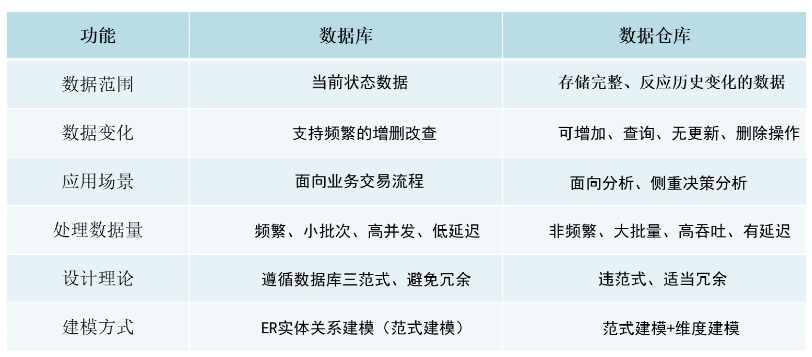 功能 数据库 数据仓库
数据范围 当前状态数据 存储完整、反应历史变化的数据
数据变化 支持频繁的增删改查 可增加、查询、无更新、删除操作
应用场景 面向业务交易流程 面向分析、侧重决策分析
处理数据量 频繁、小批次、高并发、低延迟 非频繁、大批量、高吞吐、有延迟
设计理论 遵循数据库三范式、避免冗余 违范式、适当冗余
建模方式 ER实体关系建模（范式建模） 范式建模+维度建模